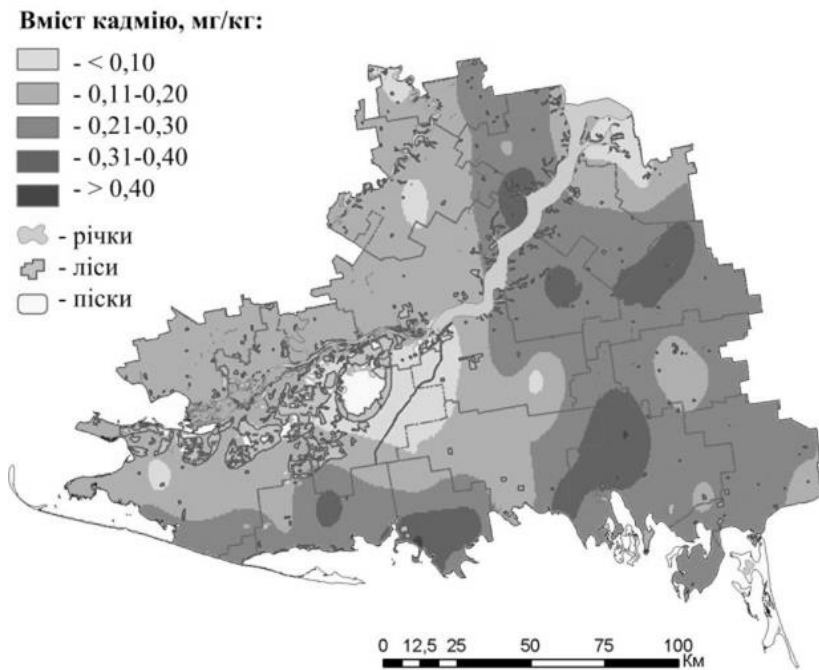 Вміст кадмію, мг/кг:
- < 0,10
- 0,11-0,20
- 0,21-0,30
- 0,31-0,40
- > 0,40
- річки
- ліси
- піски
0 12,5 25 50 75 100
Км